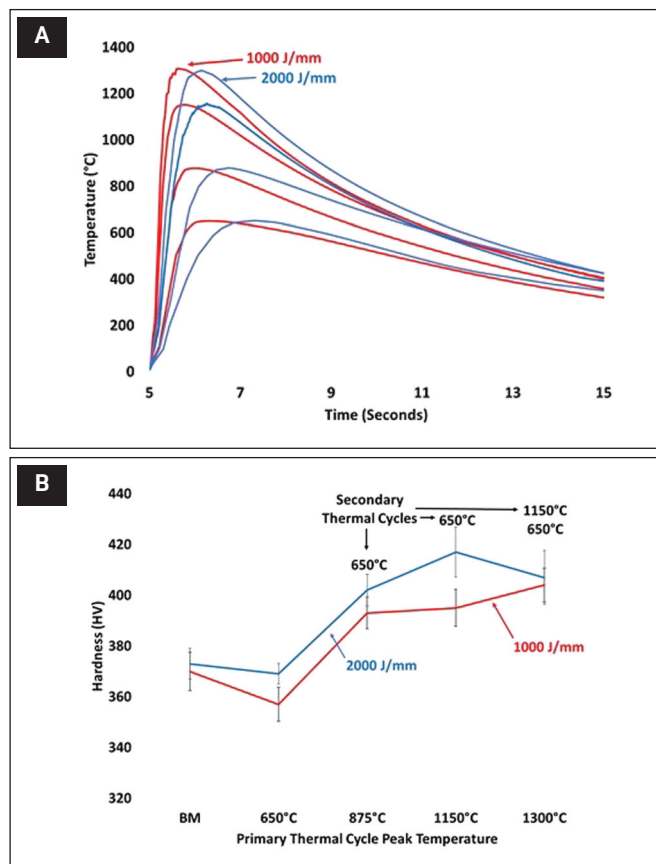 A
1400
1200
1000
800
600
400
200
0
Temperature (°C)
1000 J/mm
2000 J/mm
5 7 9 11 13 15
Time (Seconds)
B
440
420
400
380
360
340
320
Hardness (HV)
Secondary
Thermal Cycles
650°C
650°C
1150°C
650°C
2000 J/mm
1000 J/mm
BM 650°C 875°C 1150°C 1300°C
Primary Thermal Cycle Peak Temperature